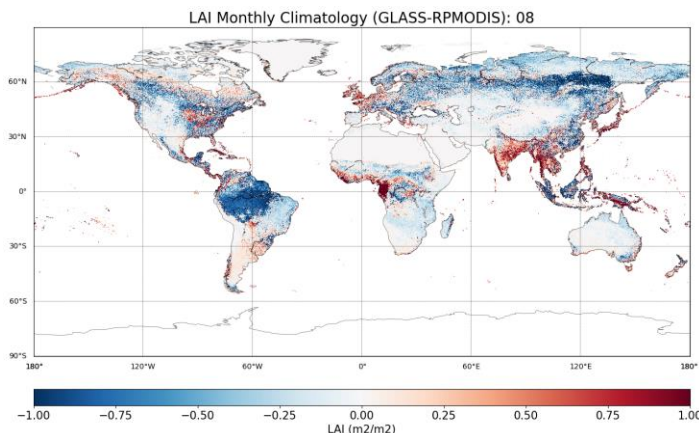 LAI Monthly Climatology (GLASS-RPMODIS): 08
60°N
30°N
0°
30°S
60°S
90°S
180° 120°W 60°W 0° 60°E 120°E 180°
−1.00 −0.75 −0.50 −0.25 0.00 0.25 0.50 0.75 1.00
LAI (m2/m2)